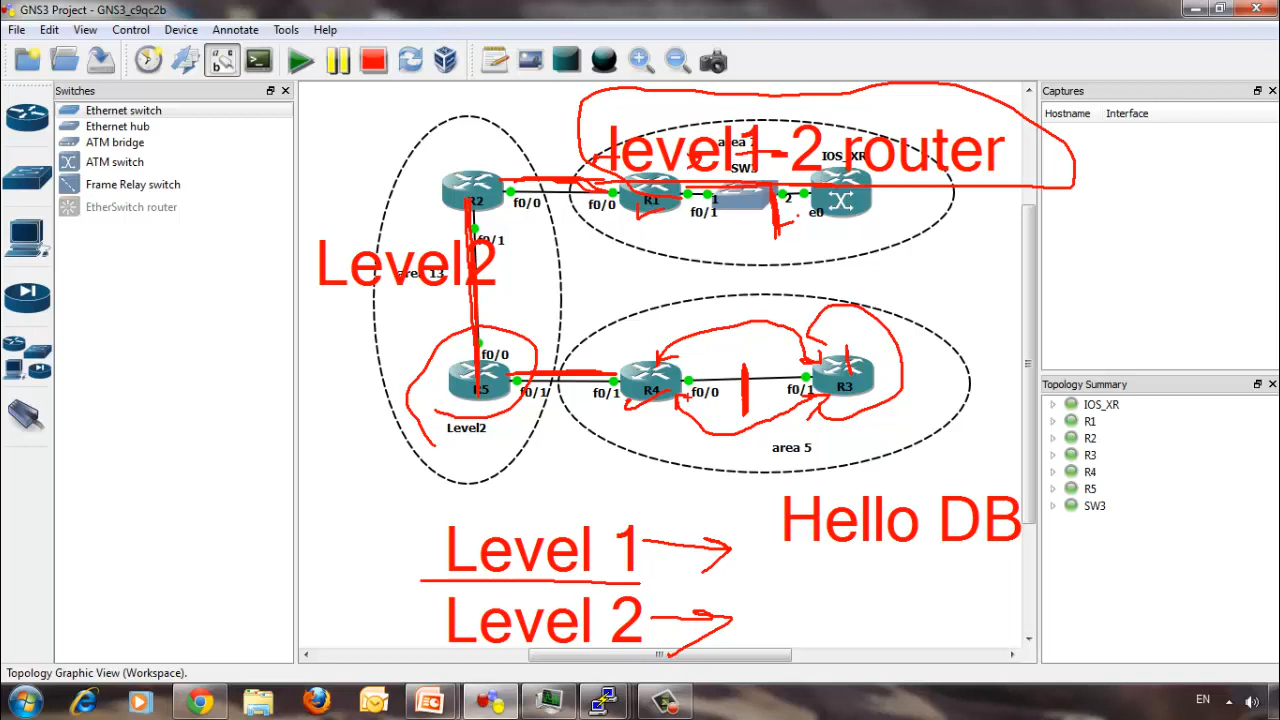 GNS3 Project - GNS3_c9qc2b
File Edit View Control Device Annotate Tools Help
Switches
Ethernet switch
Ethernet hub
ATM bridge
ATM switch
Frame Relay switch
EtherSwitch router
level1-2 router
SW3
IOS_XR
R2
f0/0
f0/0
R1
f0/1
1
2
e0
f0/1
Level2
area 13
f0/0
R5
f0/1
f0/1
R4
f0/0
f0/1
R3
Level2
area 5
Hello DB
Level 1
Level 2
Captures
Hostname Interface
Topology Summary
IOS_XR
R1
R2
R3
R4
R5
SW3
Topology Graphic View (Workspace).
EN